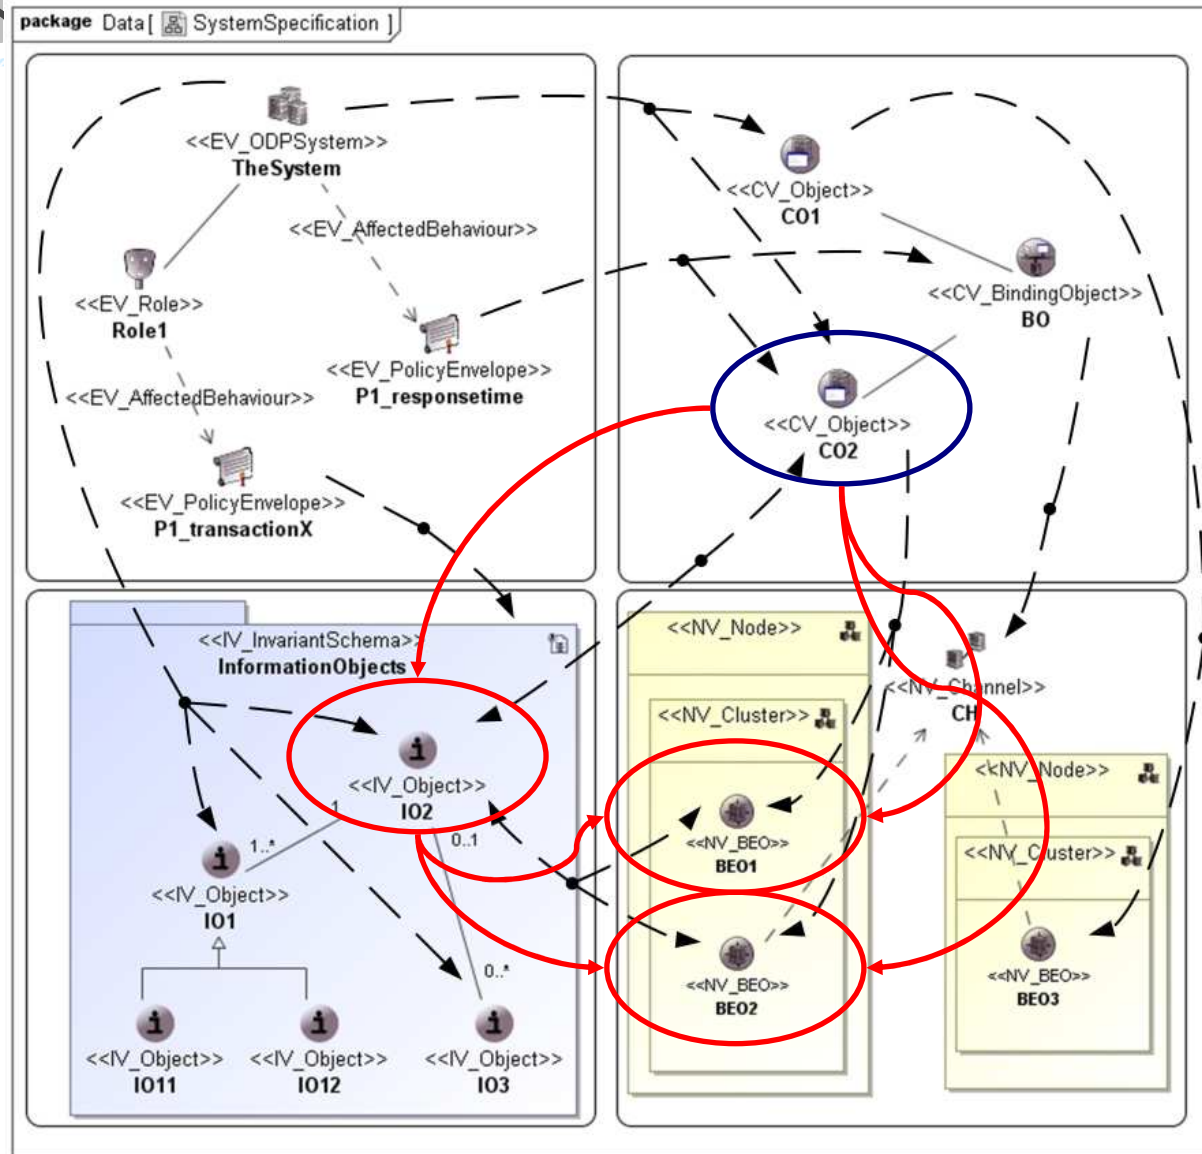 package Data [ SystemSpecification ]
<<EV_ODPSystem>>
TheSystem
<<EV_AffectedBehaviour>>
<<EV_Role>>
Role1
<<EV_PolicyEnvelope>>
P1_responsetime
<<EV_AffectedBehaviour>>
<<EV_PolicyEnvelope>>
P1_transactionX
<<CV_Object>>
CO1
<<CV_BindingObject>>
BO
<<CV_Object>>
CO2
<<IV_InvariantSchema>>
InformationObjects
<<IV_Object>>
IO2
1
0..1
1..*
<<IV_Object>>
IO1
0..*
<<IV_Object>>
IO11
<<IV_Object>>
IO12
<<IV_Object>>
IO3
<<NV_Node>>
<<NV_Cluster>>
<<NV_BEO>>
BEO1
<<NV_BEO>>
BEO2
<<NV_Channel>>
CH
<<NV_Node>>
<<NV_Cluster>>
<<NV_BEO>>
BEO3